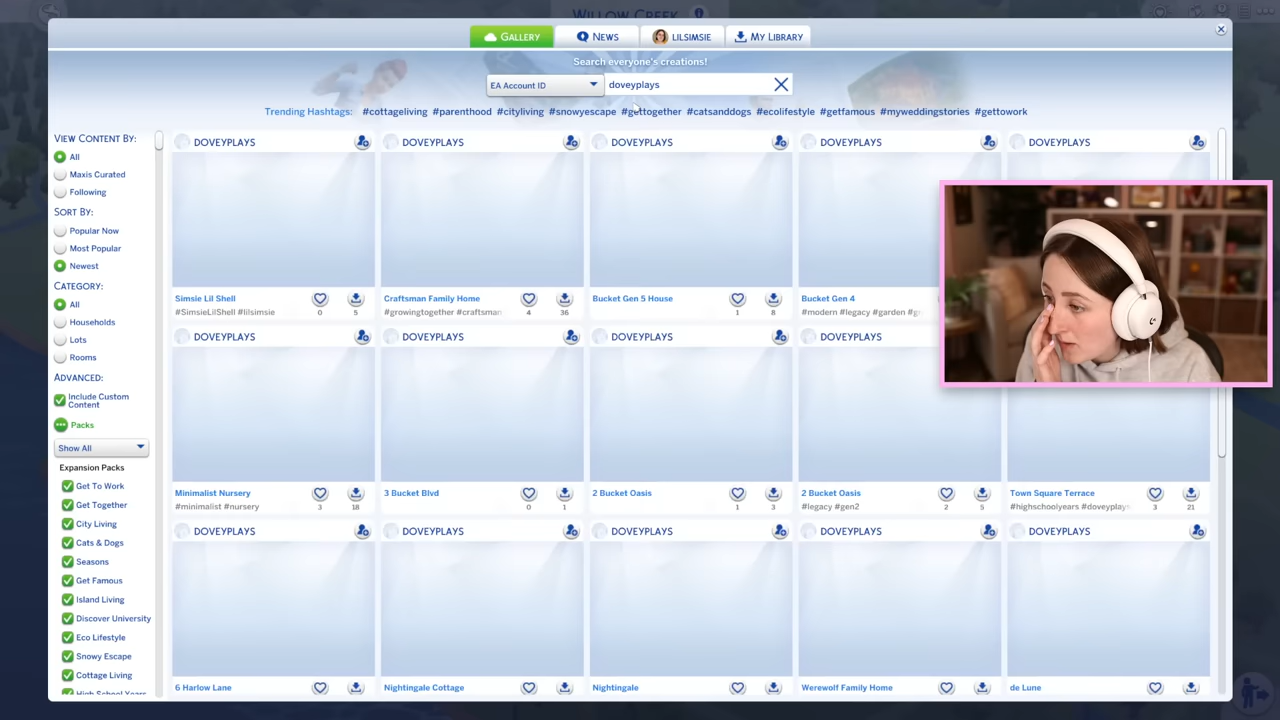 WILLOW CREEK
GALLERY
NEWS
LILSIMSIE
MY LIBRARY
Search everyone's creations!
EA Account ID
doveyplays
Trending Hashtags: #cottageliving #parenthood #cityliving #snowyescape #gettogether #catsanddogs #ecolifestyle #getfamous #myweddingstories #gettowork
VIEW CONTENT BY:
All
Maxis Curated
Following
SORT BY:
Popular Now
Most Popular
Newest
CATEGORY:
All
Households
Lots
Rooms
ADVANCED:
Include Custom
Content
Packs
Show All
Expansion Packs
Get To Work
Get Together
City Living
Cats & Dogs
Seasons
Get Famous
Island Living
Discover University
Eco Lifestyle
Snowy Escape
Cottage Living
High School Years
DOVEYPLAYS DOVEYPLAYS DOVEYPLAYS DOVEYPLAYS DOVEYPLAYS
Simsie Lil Shell
#SimsieLilShell #lilsimsie 0 5
Craftsman Family Home
#growingtogether #craftsman 4 36
Bucket Gen 5 House
1 8
Bucket Gen 4
#modern #legacy #garden #g
DOVEYPLAYS DOVEYPLAYS DOVEYPLAYS DOVEYPLAYS
Minimalist Nursery
#minimalist #nursery 3 18
3 Bucket Blvd
0 1
2 Bucket Oasis
1 3
2 Bucket Oasis
#legacy #gen2 2 5
Town Square Terrace
#highschoolyears #doveyplays 3 21
DOVEYPLAYS DOVEYPLAYS DOVEYPLAYS DOVEYPLAYS DOVEYPLAYS
6 Harlow Lane
Nightingale Cottage
Nightingale
Werewolf Family Home
de Lune